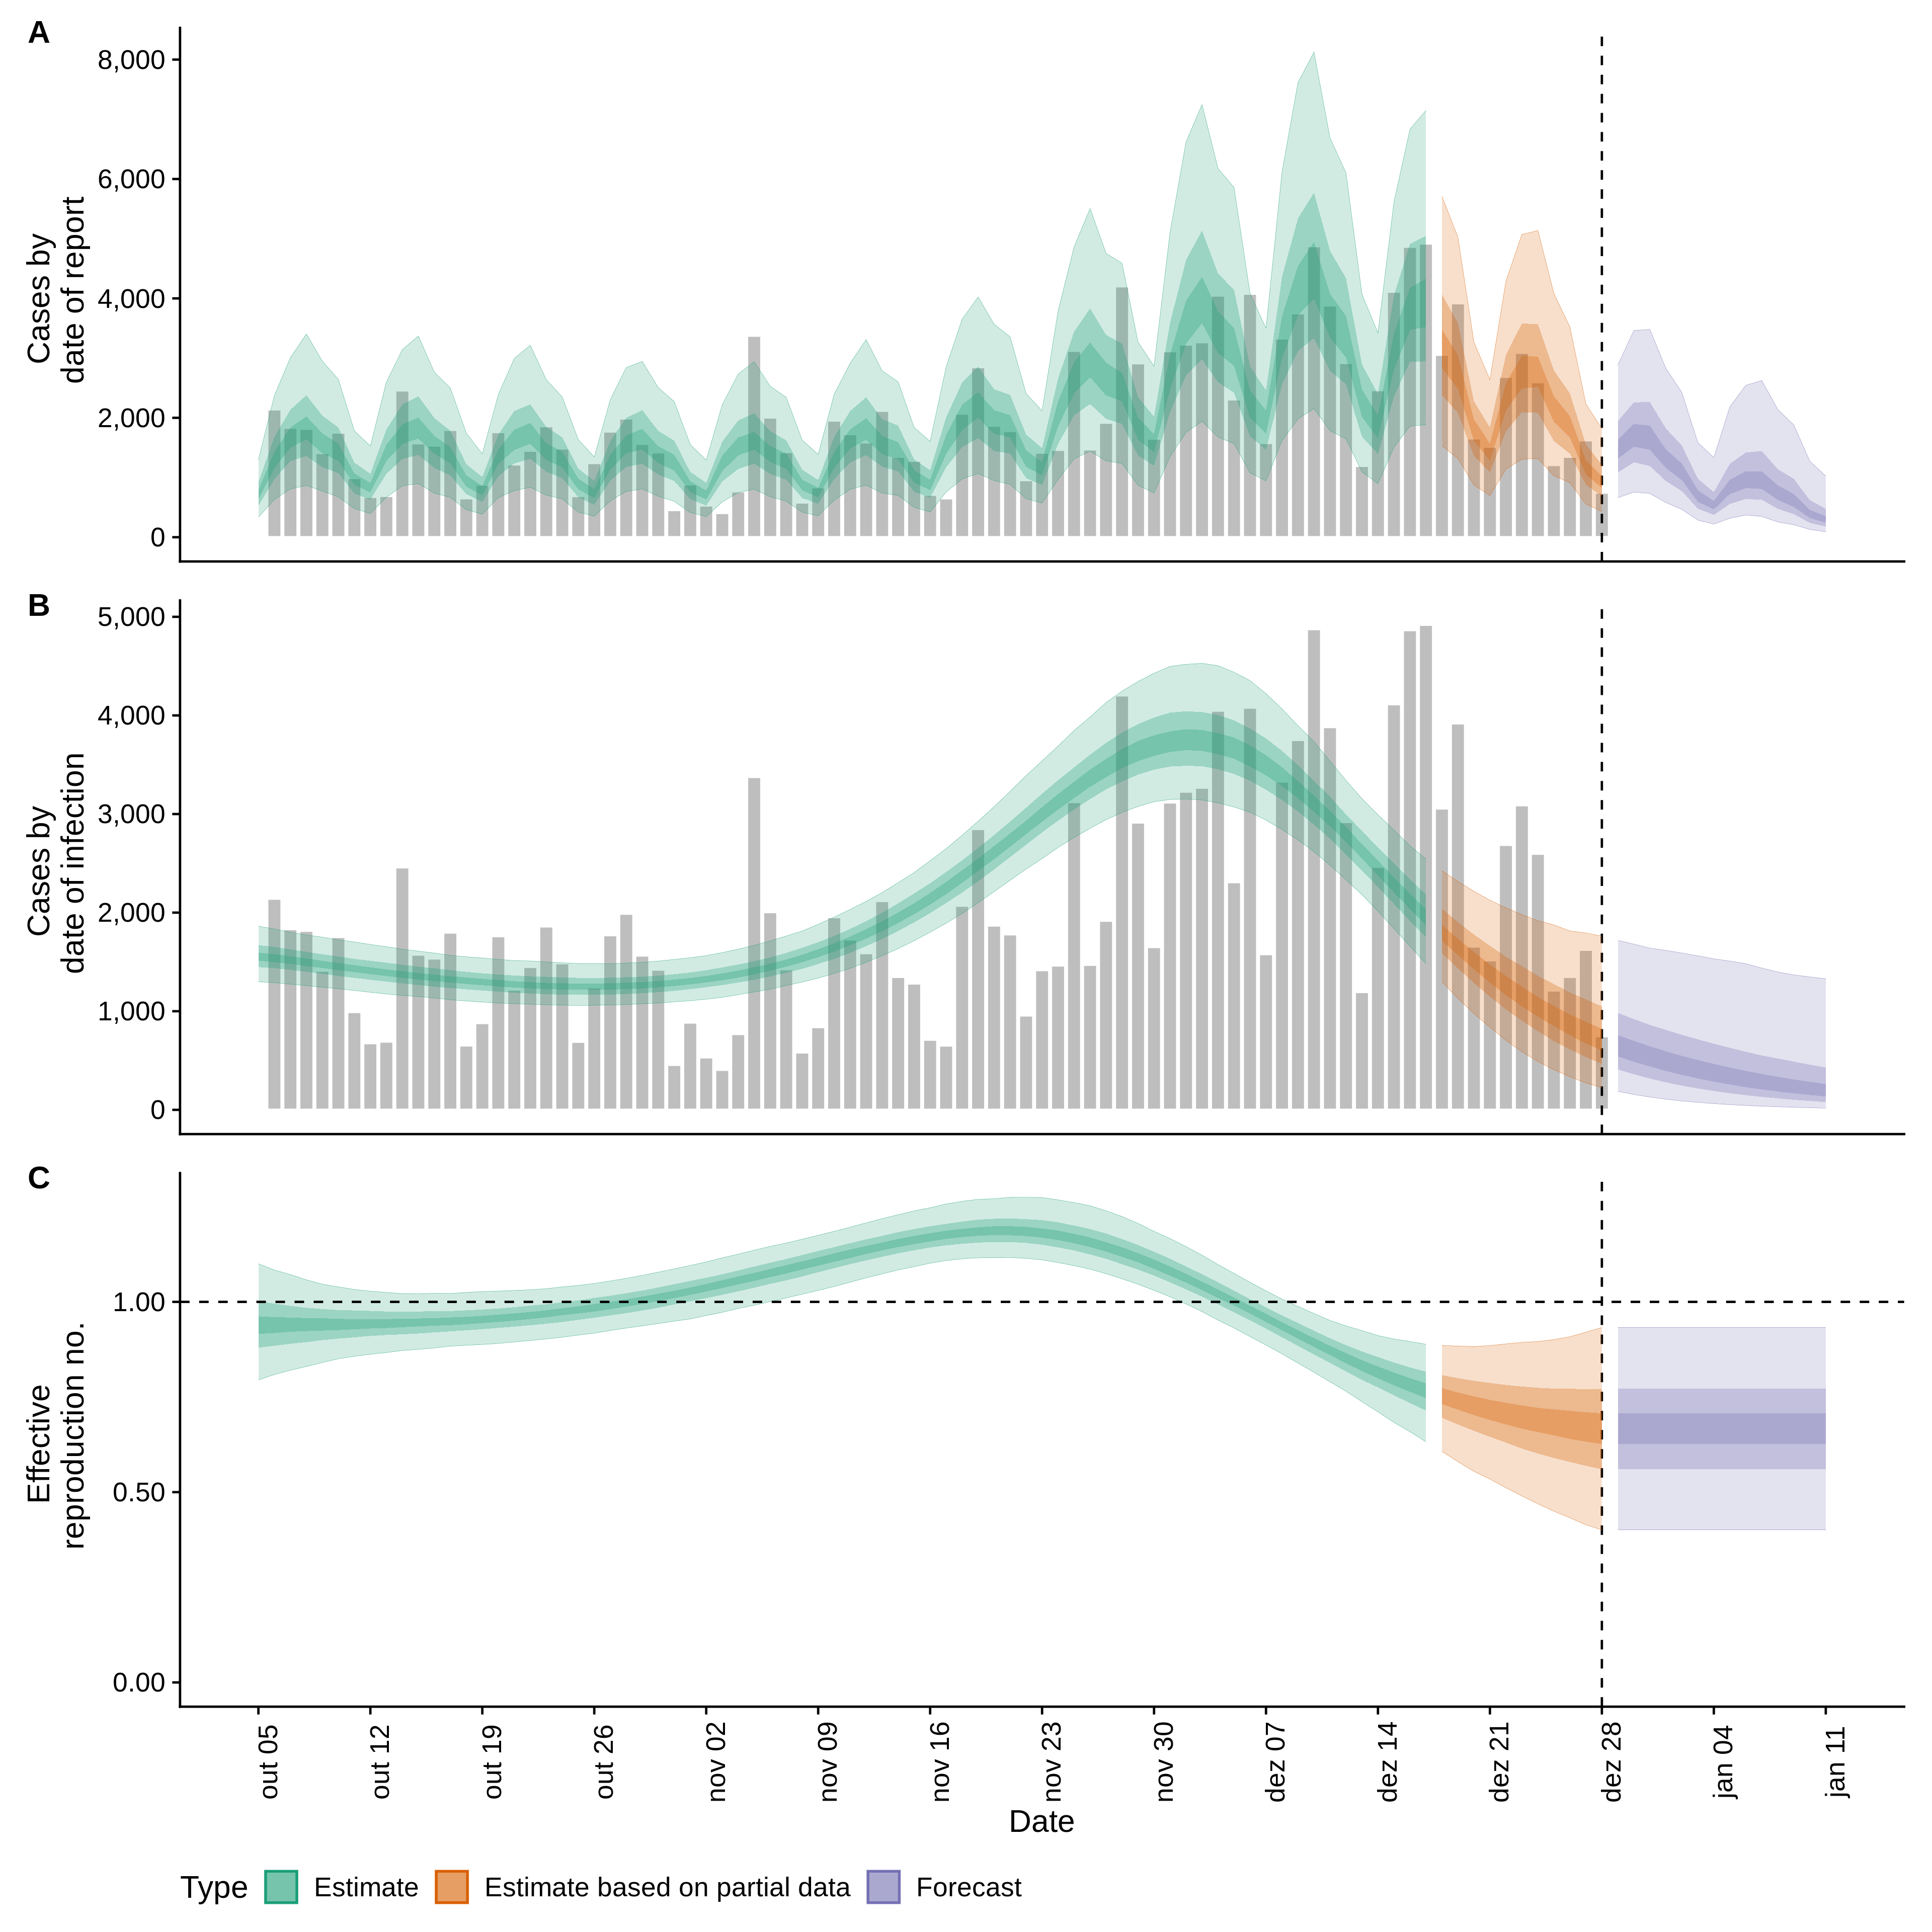 A
8,000
6,000
4,000
2,000
0
Cases by
date of report
B
5,000
4,000
3,000
2,000
1,000
0
Cases by
date of infection
C
1.00
0.50
0.00
Effective
reproduction no.
out 05
out 12
out 19
out 26
nov 02
nov 09
nov 16
nov 23
nov 30
dez 07
dez 14
dez 21
dez 28
jan 04
jan 11
Date
Type Estimate Estimate based on partial data Forecast